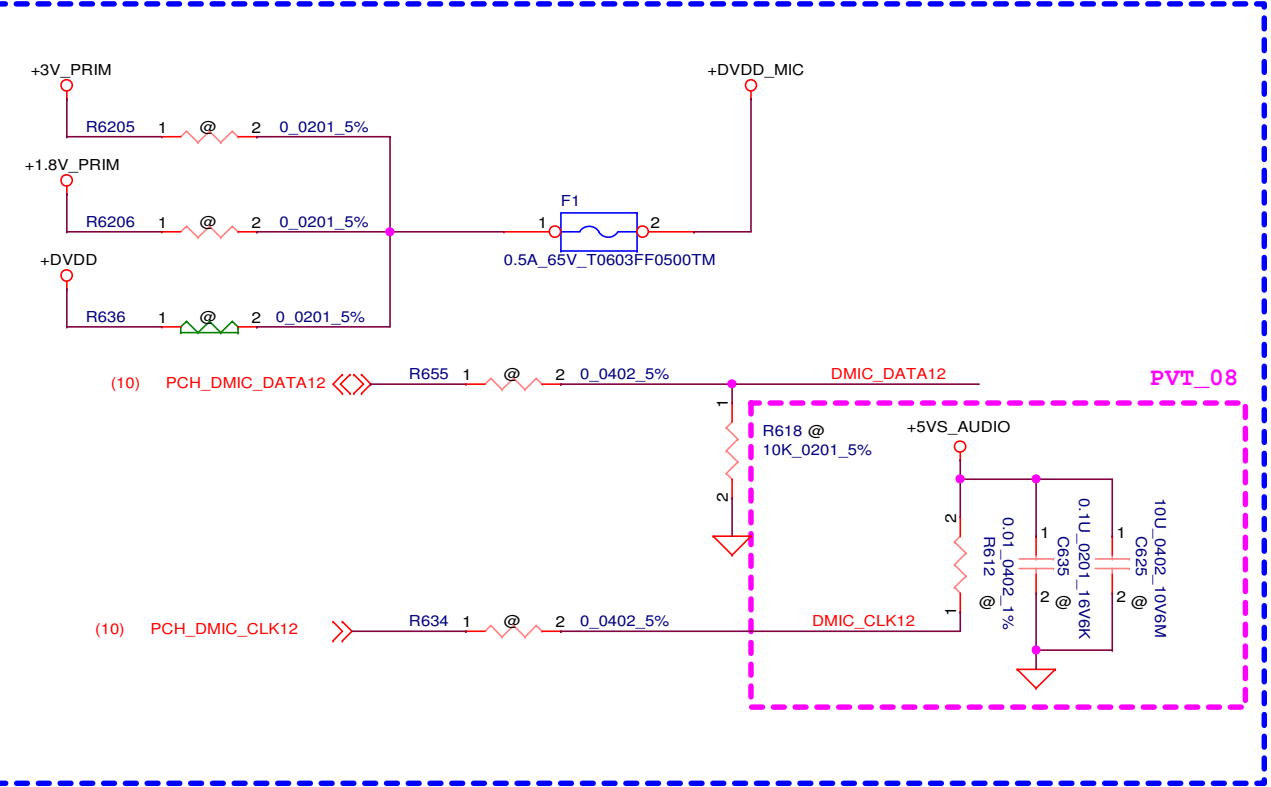 +3V_PRIM
+DVDD_MIC
R6205 1 @ 2 0_0201_5%
+1.8V_PRIM
R6206 1 @ 2 0_0201_5%
F1
1 2
0.5A_65V_T0603FF0500TM
+DVDD
R636 1 @ 2 0_0201_5%
(10) PCH_DMIC_DATA12 R655 1 @ 2 0_0402_5% DMIC_DATA12
PVT_08
1
R618 @
10K_0201_5%
2
+5VS_AUDIO
2
R612
0.01_0402_1%
@
1
1
C635
0.1U_0201_16V6K
2 @
1
C625
10U_0402_10V6M
2 @
(10) PCH_DMIC_CLK12 R634 1 @ 2 0_0402_5% DMIC_CLK12